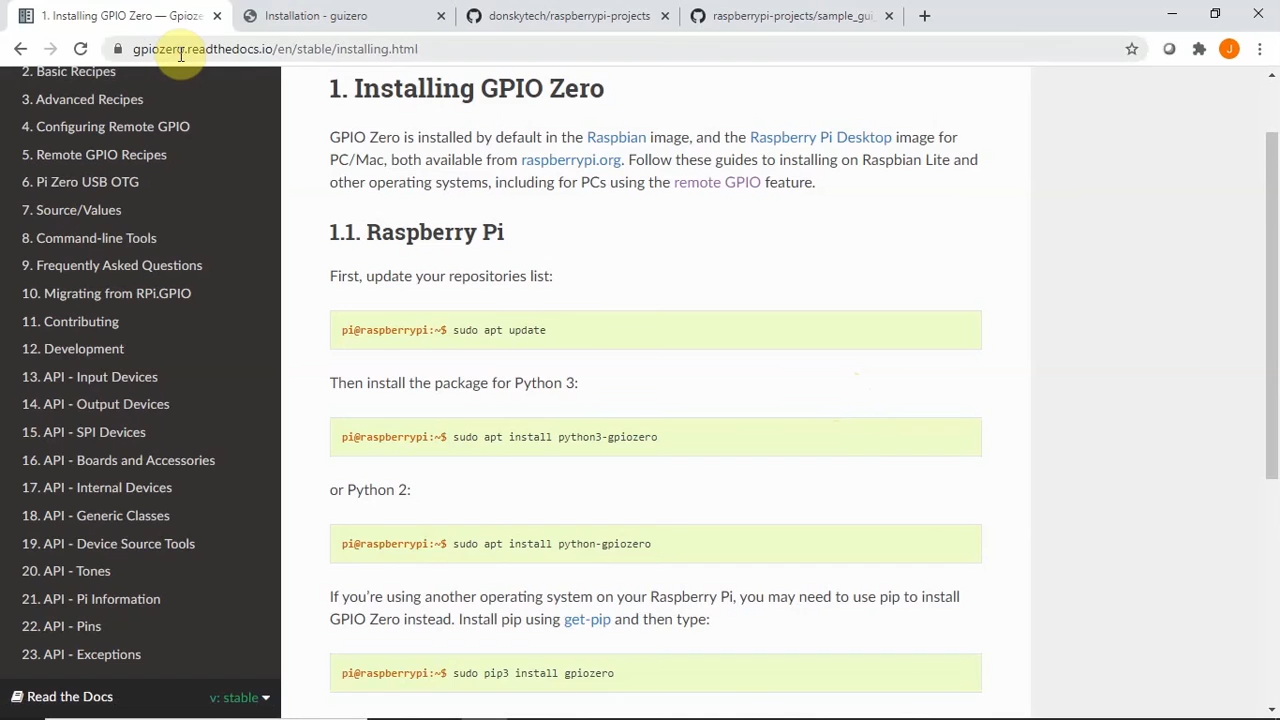 1. Installing GPIO Zero — Gpioze
Installation - guizero
donskytech/raspberrypi-projects
raspberrypi-projects/sample_gui
gpiozero.readthedocs.io/en/stable/installing.html
J
2. Basic Recipes
3. Advanced Recipes
4. Configuring Remote GPIO
5. Remote GPIO Recipes
6. Pi Zero USB OTG
7. Source/Values
8. Command-line Tools
9. Frequently Asked Questions
10. Migrating from RPi.GPIO
11. Contributing
12. Development
13. API - Input Devices
14. API - Output Devices
15. API - SPI Devices
16. API - Boards and Accessories
17. API - Internal Devices
18. API - Generic Classes
19. API - Device Source Tools
20. API - Tones
21. API - Pi Information
22. API - Pins
23. API - Exceptions
Read the Docs
v: stable
1. Installing GPIO Zero
GPIO Zero is installed by default in the Raspbian image, and the Raspberry Pi Desktop image for
PC/Mac, both available from raspberrypi.org. Follow these guides to installing on Raspbian Lite and
other operating systems, including for PCs using the remote GPIO feature.
1.1. Raspberry Pi
First, update your repositories list:
pi@raspberrypi:~$ sudo apt update
Then install the package for Python 3:
pi@raspberrypi:~$ sudo apt install python3-gpiozero
or Python 2:
pi@raspberrypi:~$ sudo apt install python-gpiozero
If you’re using another operating system on your Raspberry Pi, you may need to use pip to install
GPIO Zero instead. Install pip using get-pip and then type:
pi@raspberrypi:~$ sudo pip3 install gpiozero